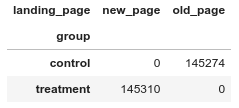 landing_page new_page old_page
group
control 0 145274
treatment 145310 0